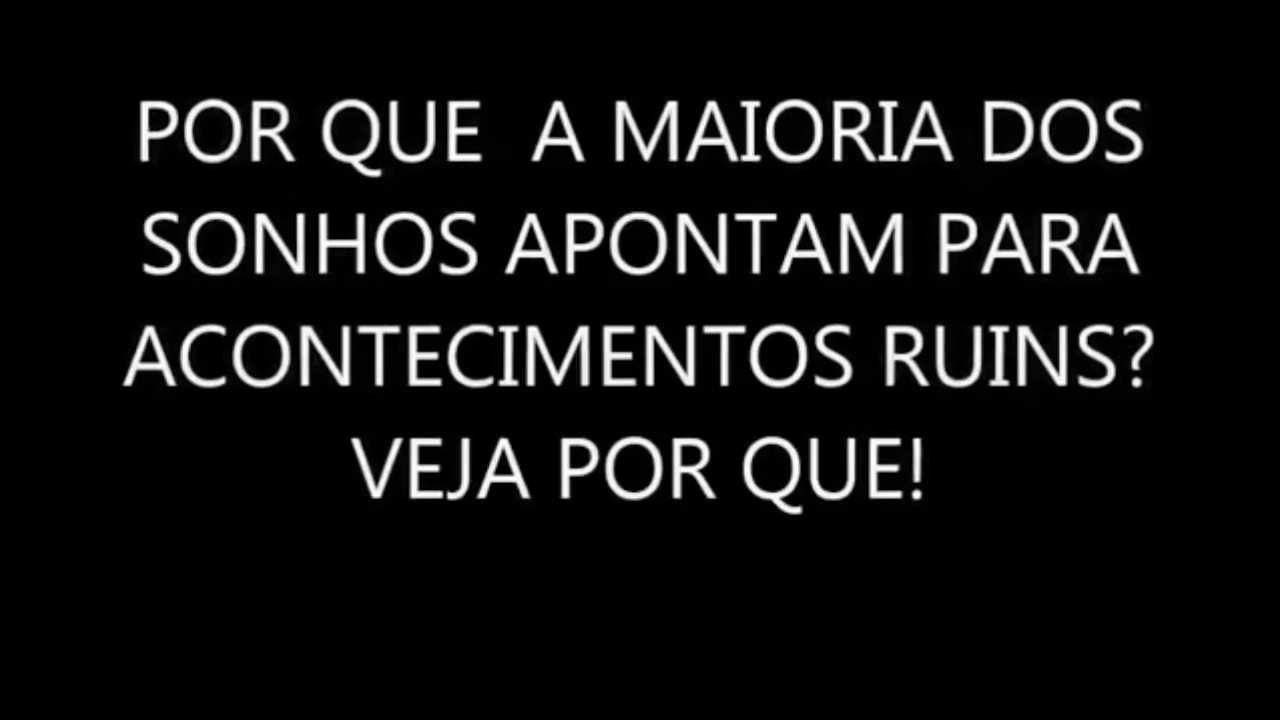 POR QUE  A MAIORIA DOS
SONHOS APONTAM PARA
ACONTECIMENTOS RUINS?
VEJA POR QUE!